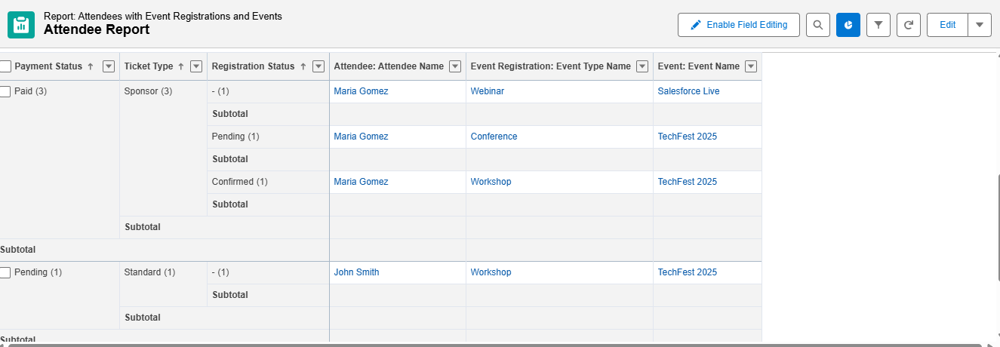 Report: Attendees with Event Registrations and Events
Attendee Report
Enable Field Editing
Edit
Payment Status ↑ Ticket Type ↑ Registration Status ↑ Attendee: Attendee Name Event Registration: Event Type Name Event: Event Name
Paid (3) Sponsor (3) - (1) Maria Gomez Webinar Salesforce Live
Subtotal
Pending (1) Maria Gomez Conference TechFest 2025
Subtotal
Confirmed (1) Maria Gomez Workshop TechFest 2025
Subtotal
Subtotal
Subtotal
Pending (1) Standard (1) - (1) John Smith Workshop TechFest 2025
Subtotal
Subtotal
Subtotal